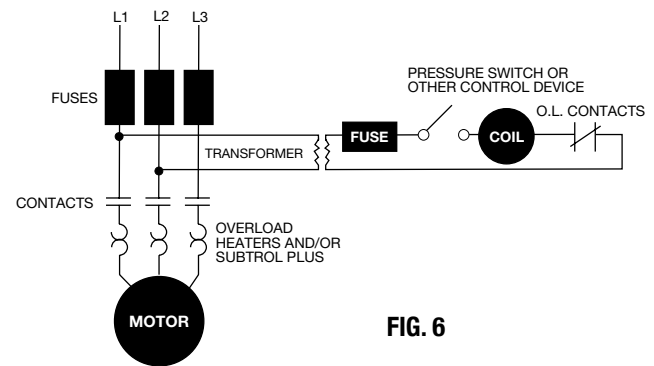 L1 L2 L3
FUSES
PRESSURE SWITCH OR
OTHER CONTROL DEVICE
O.L. CONTACTS
FUSE
COIL
TRANSFORMER
CONTACTS
OVERLOAD
HEATERS AND/OR
SUBTROL PLUS
MOTOR
FIG. 6